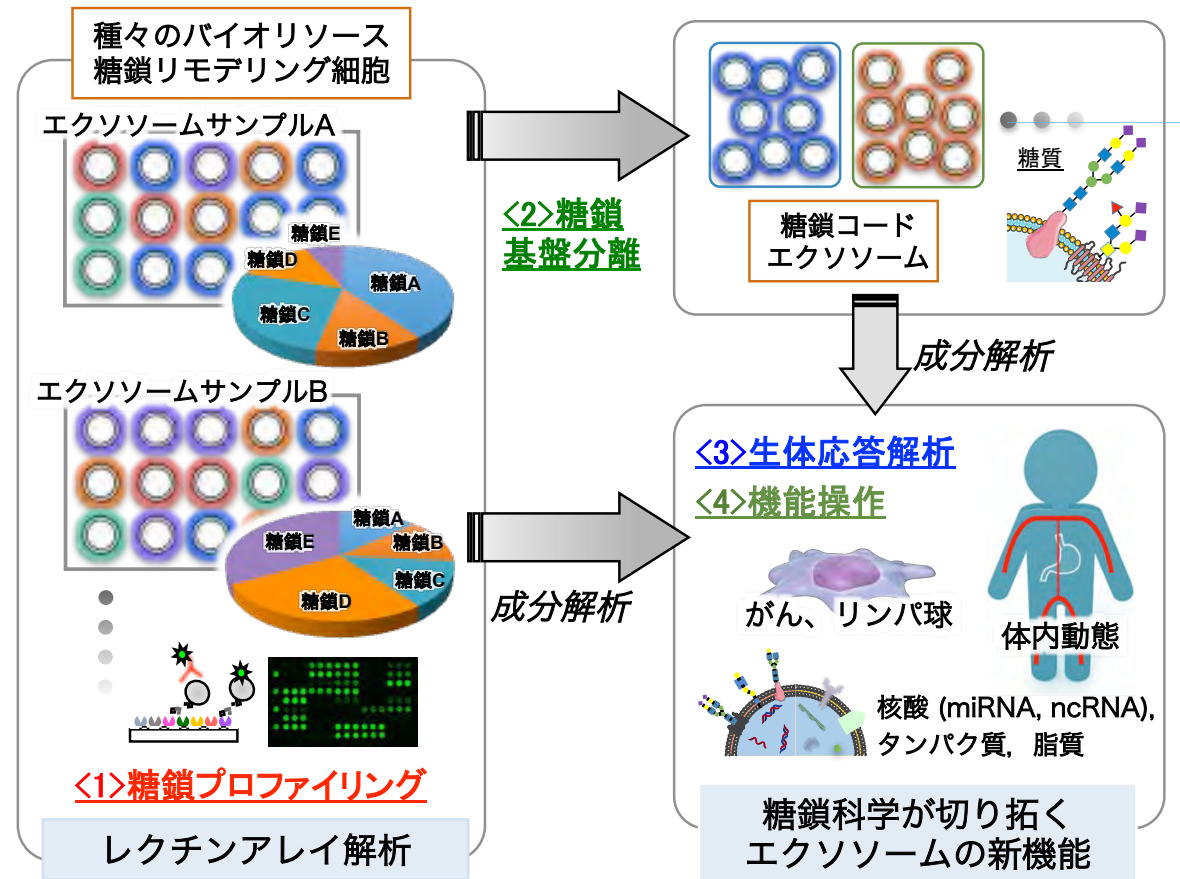 種々のバイオリソース
糖鎖リモデリング細胞
エクソソームサンプルA
糖鎖E
糖鎖D
糖鎖A
糖鎖C
糖鎖B
エクソソームサンプルB
糖鎖A
糖鎖B
糖鎖E
糖鎖C
糖鎖D
<1>糖鎖プロファイリング
レクチンアレイ解析
<2>糖鎖
基盤分離
糖鎖コード
エクソソーム
糖質
成分解析
成分解析
<3>生体応答解析
<4>機能操作
がん、リンパ球
体内動態
核酸 (miRNA, ncRNA),
タンパク質, 脂質
糖鎖科学が切り拓く
エクソソームの新機能